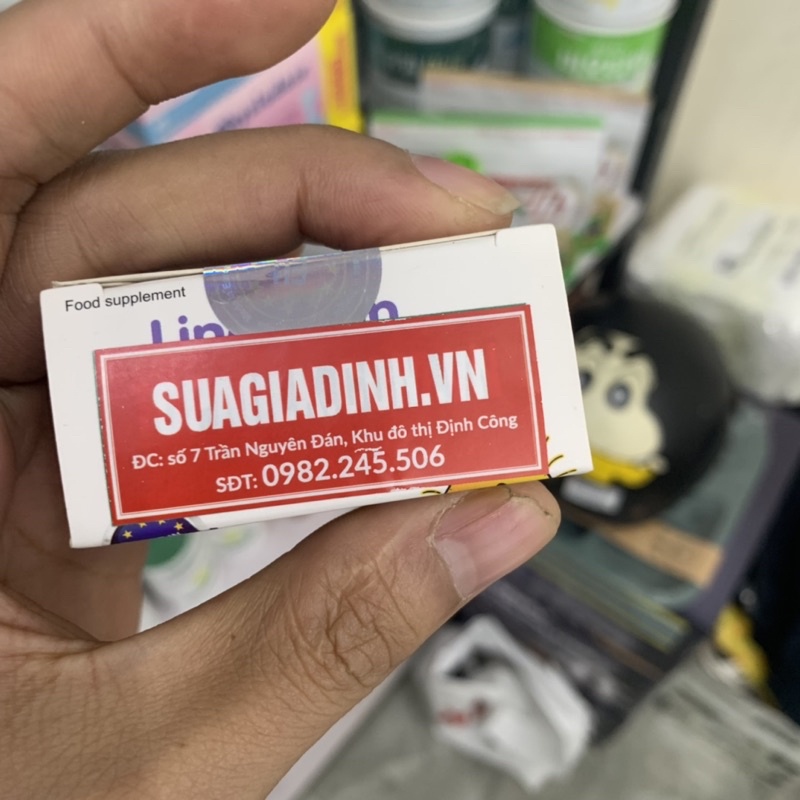 Food supplement
SUAGIADINH.VN
ĐC: số 7 Trần Nguyên Đán, Khu đô thị Định Công
SĐT: 0982.245.506